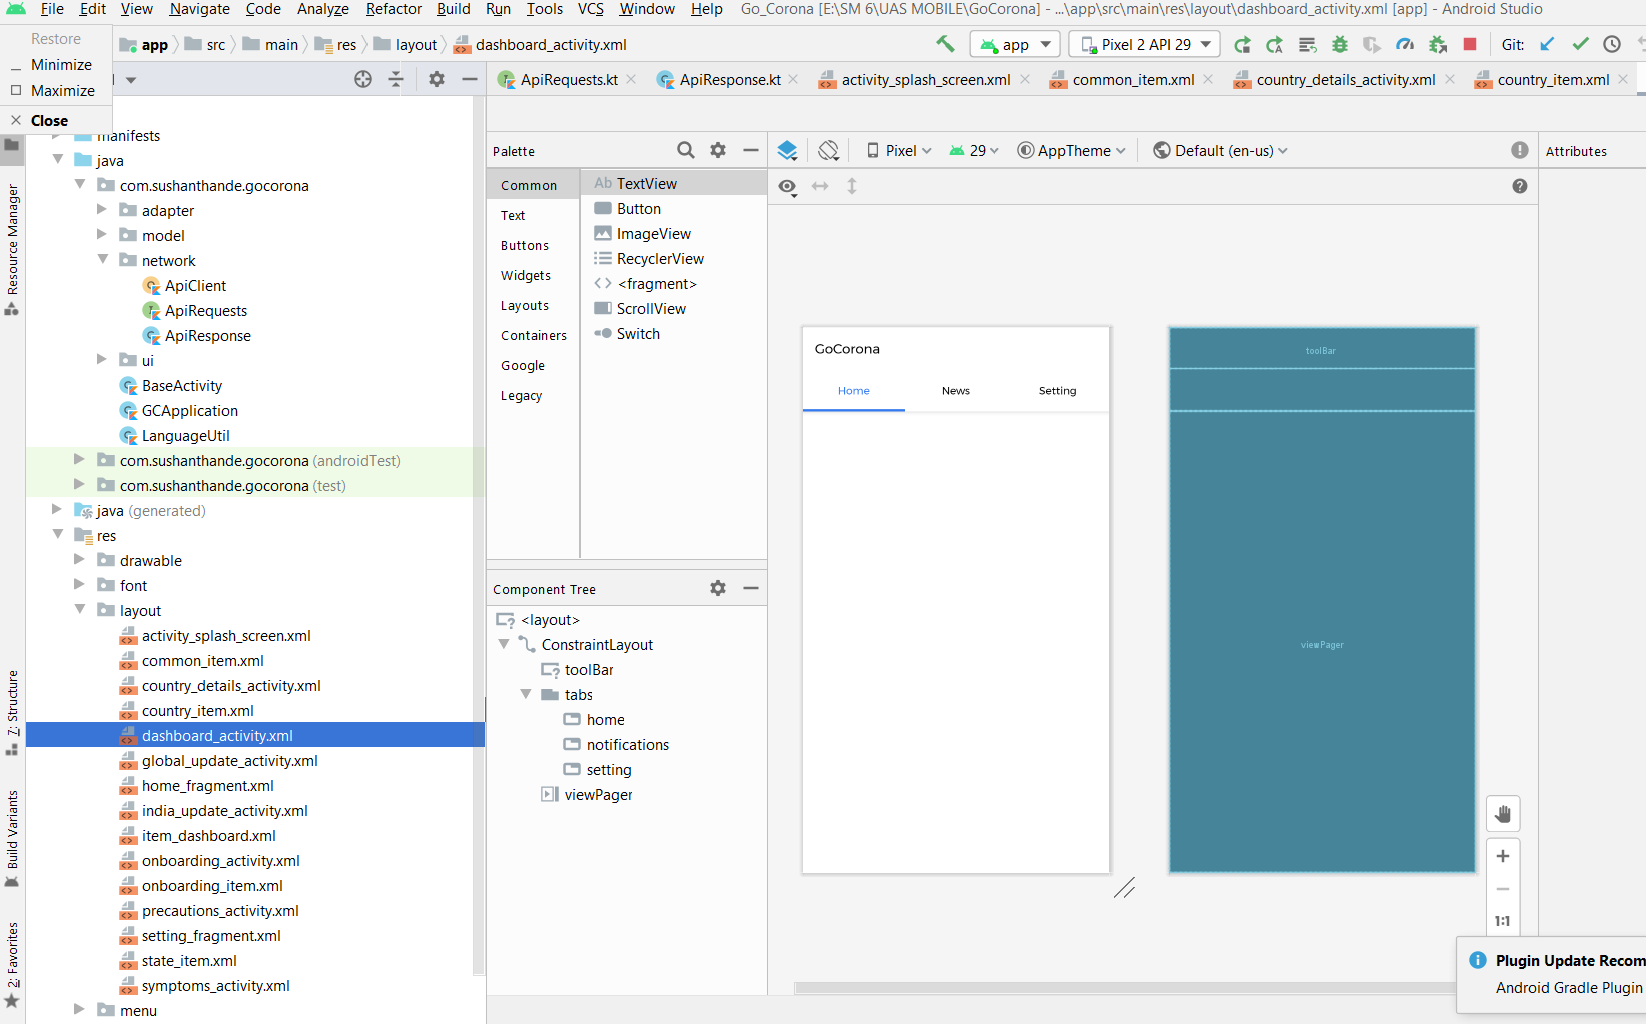 File Edit View Navigate Code Analyze Refactor Build Run Tools VCS Window Help Go_Corona [E:\SM 6\UAS MOBILE\GoCorona] - ...\app\src\main\res\layout\dashboard_activity.xml [app] - Android Studio
Restore
Minimize
Maximize
Close
app src main res layout dashboard_activity.xml app Pixel 2 API 29 Git:
ApiRequests.kt ApiResponse.kt activity_splash_screen.xml common_item.xml country_details_activity.xml country_item.xml
manifests
java
com.sushanthande.gocorona
adapter
model
network
ApiClient
ApiRequests
ApiResponse
ui
BaseActivity
GCApplication
LanguageUtil
com.sushanthande.gocorona (androidTest)
com.sushanthande.gocorona (test)
java (generated)
res
drawable
font
layout
activity_splash_screen.xml
common_item.xml
country_details_activity.xml
country_item.xml
dashboard_activity.xml
global_update_activity.xml
home_fragment.xml
india_update_activity.xml
item_dashboard.xml
onboarding_activity.xml
onboarding_item.xml
precautions_activity.xml
setting_fragment.xml
state_item.xml
symptoms_activity.xml
menu
Resource Manager
7: Structure
Build Variants
2: Favorites
Palette
Common
Text
Buttons
Widgets
Layouts
Containers
Google
Legacy
Ab TextView
Button
ImageView
RecyclerView
<fragment>
ScrollView
Switch
Component Tree
<layout>
ConstraintLayout
toolBar
tabs
home
notifications
setting
viewPager
Pixel 29 AppTheme Default (en-us)
Attributes
GoCorona
Home News Setting
toolBar
viewPager
1:1
Plugin Update Recom
Android Gradle Plugin